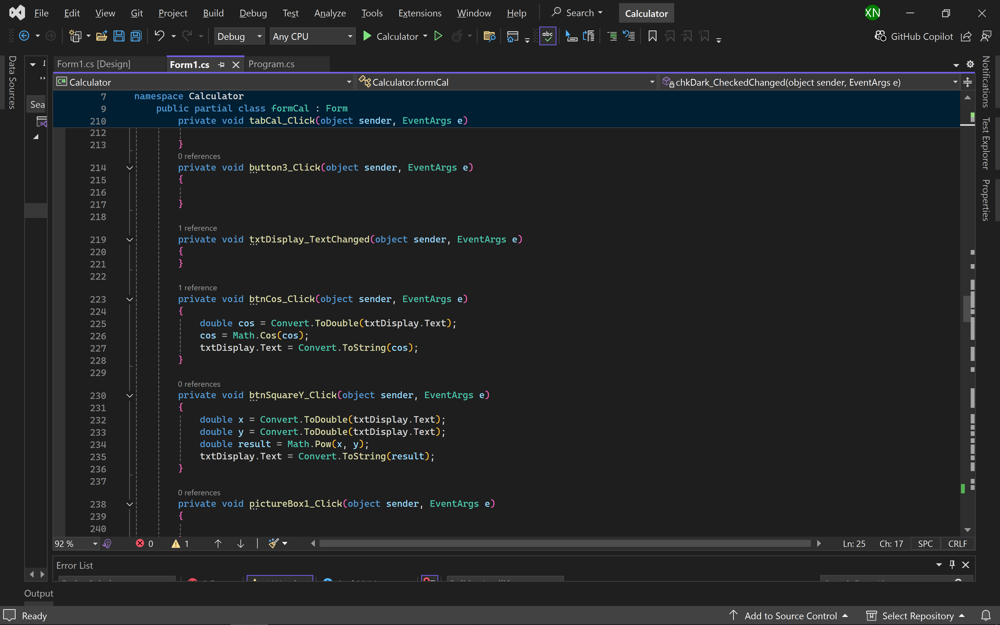 File Edit View Git Project Build Debug Test Analyze Tools Extensions Window Help Search Calculator XN
Debug Any CPU Calculator abc GitHub Copilot
Data Sources
Sea
Form1.cs [Design] Form1.cs Program.cs
C# Calculator Calculator.formCal chkDark_CheckedChanged(object sender, EventArgs e)
7 namespace Calculator
9 public partial class formCal : Form
210 private void tabCal_Click(object sender, EventArgs e)
212
213 }
0 references
214 private void button3_Click(object sender, EventArgs e)
215 {
216
217 }
218
1 reference
219 private void txtDisplay_TextChanged(object sender, EventArgs e)
220 {
221 }
222
1 reference
223 private void btnCos_Click(object sender, EventArgs e)
224 {
225 double cos = Convert.ToDouble(txtDisplay.Text);
226 cos = Math.Cos(cos);
227 txtDisplay.Text = Convert.ToString(cos);
228 }
229
0 references
230 private void btnSquareY_Click(object sender, EventArgs e)
231 {
232 double x = Convert.ToDouble(txtDisplay.Text);
233 double y = Convert.ToDouble(txtDisplay.Text);
234 double result = Math.Pow(x, y);
235 txtDisplay.Text = Convert.ToString(result);
236 }
237
0 references
238 private void pictureBox1_Click(object sender, EventArgs e)
239 {
240
Notifications
Test Explorer
Properties
92 % 0 1 Ln: 25 Ch: 17 SPC CRLF
Error List
Output
Ready Add to Source Control Select Repository